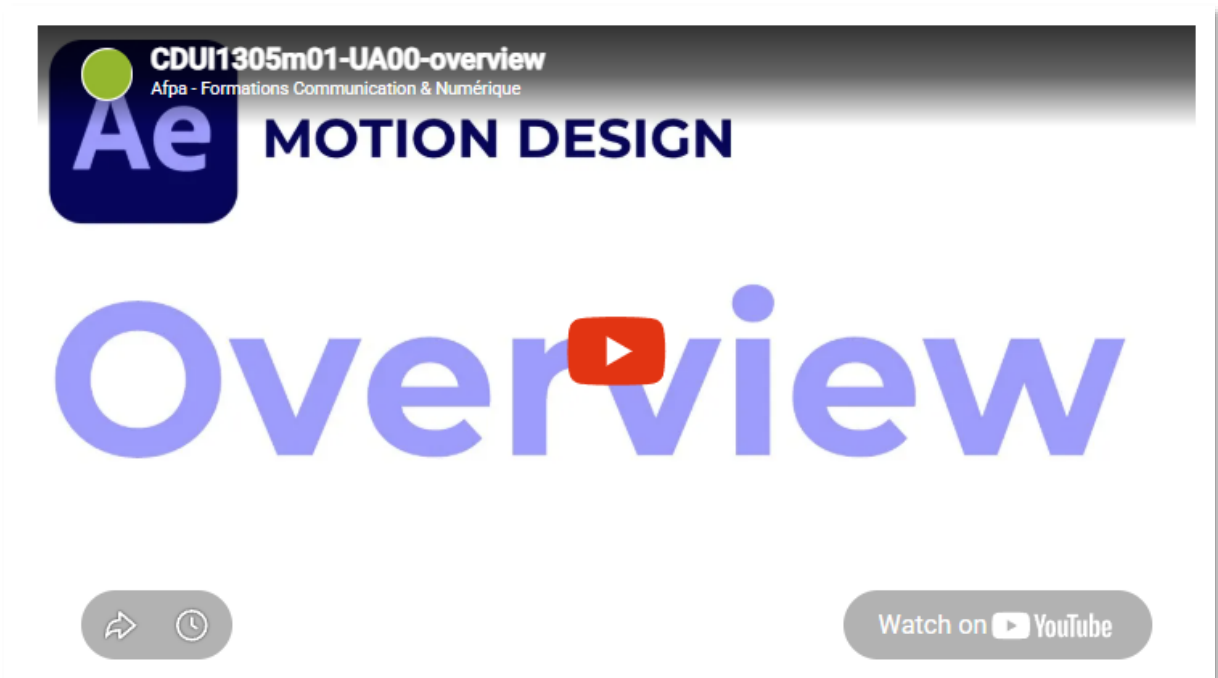 CDUI1305m01-UA00-overview
Afpa - Formations Communication & Numérique
Ae MOTION DESIGN
Overview
Watch on YouTube